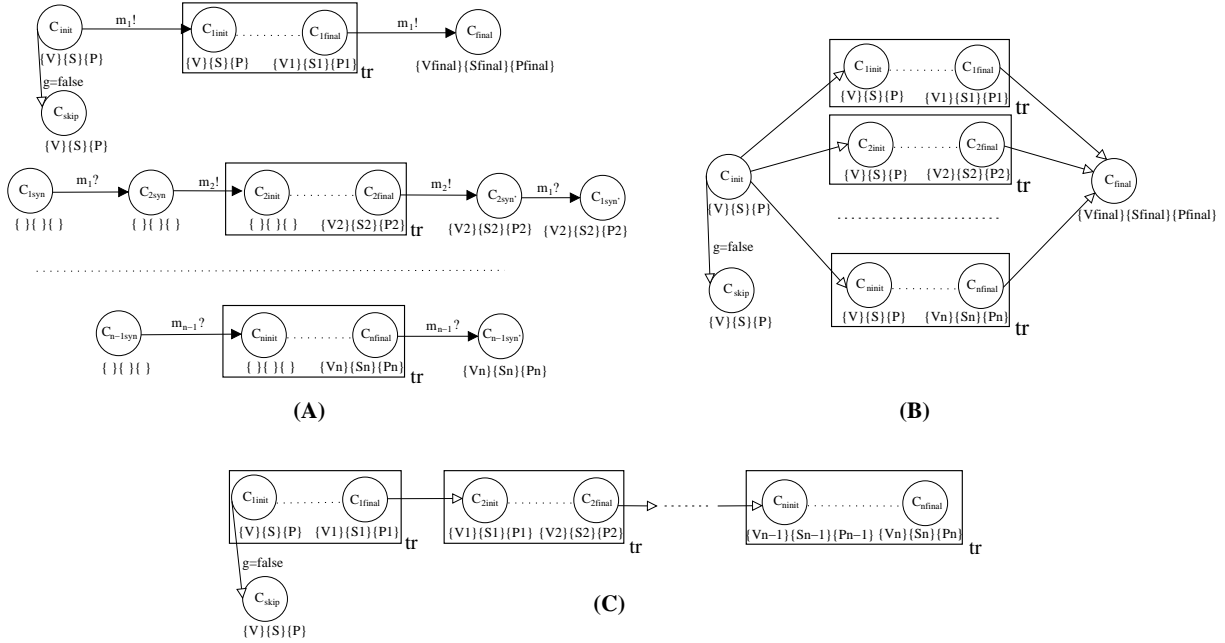 C_init m_1! C_1init C_1final m_1! C_final
{V}{S}{P} {V}{S}{P} {V1}{S1}{P1} tr {Vfinal}{Sfinal}{Pfinal}
g=false
C_skip
{V}{S}{P}
C_1syn m_1? C_2syn m_2! C_2init C_2final m_2! C_2syn' m_1? C_1syn'
{ }{ }{ } { }{ }{ } { }{ }{ } {V2}{S2}{P2} tr {V2}{S2}{P2} {V2}{S2}{P2}
C_n−1syn m_n−1? C_ninit C_nfinal m_n−1? C_n−1syn'
{ }{ }{ } { }{ }{ } {Vn}{Sn}{Pn} tr {Vn}{Sn}{Pn}
(A)
C_1init C_1final
{V}{S}{P} {V1}{S1}{P1} tr
C_2init C_2final
{V}{S}{P} {V2}{S2}{P2} tr
C_init C_final
{V}{S}{P} {Vfinal}{Sfinal}{Pfinal}
g=false
C_skip
{V}{S}{P}
C_ninit C_nfinal
{V}{S}{P} {Vn}{Sn}{Pn} tr
(B)
C_1init C_1final C_2init C_2final C_ninit C_nfinal
{V}{S}{P} {V1}{S1}{P1} tr {V1}{S1}{P1} {V2}{S2}{P2} tr {Vn−1}{Sn−1}{Pn−1} {Vn}{Sn}{Pn} tr
g=false
C_skip
{V}{S}{P}
(C)